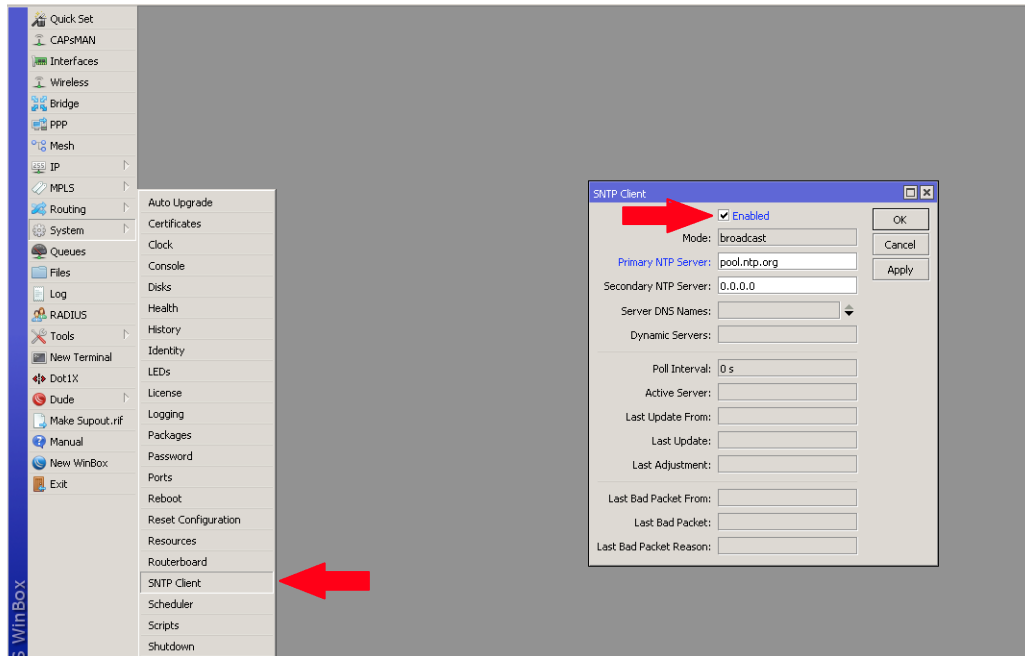 Quick Set
CAPsMAN
Interfaces
Wireless
Bridge
PPP
Mesh
IP
MPLS
Routing
System
Queues
Files
Log
RADIUS
Tools
New Terminal
Dot1X
Dude
Make Supout.rif
Manual
New WinBox
Exit
Auto Upgrade
Certificates
Clock
Console
Disks
Health
History
Identity
LEDs
License
Logging
Packages
Password
Ports
Reboot
Reset Configuration
Resources
Routerboard
SNTP Client
Scheduler
Scripts
Shutdown
SNTP Client
Enabled
OK
Mode: broadcast
Cancel
Primary NTP Server: pool.ntp.org
Apply
Secondary NTP Server: 0.0.0.0
Server DNS Names:
Dynamic Servers:
Poll Interval: 0 s
Active Server:
Last Update From:
Last Update:
Last Adjustment:
Last Bad Packet From:
Last Bad Packet:
Last Bad Packet Reason:
WinBox